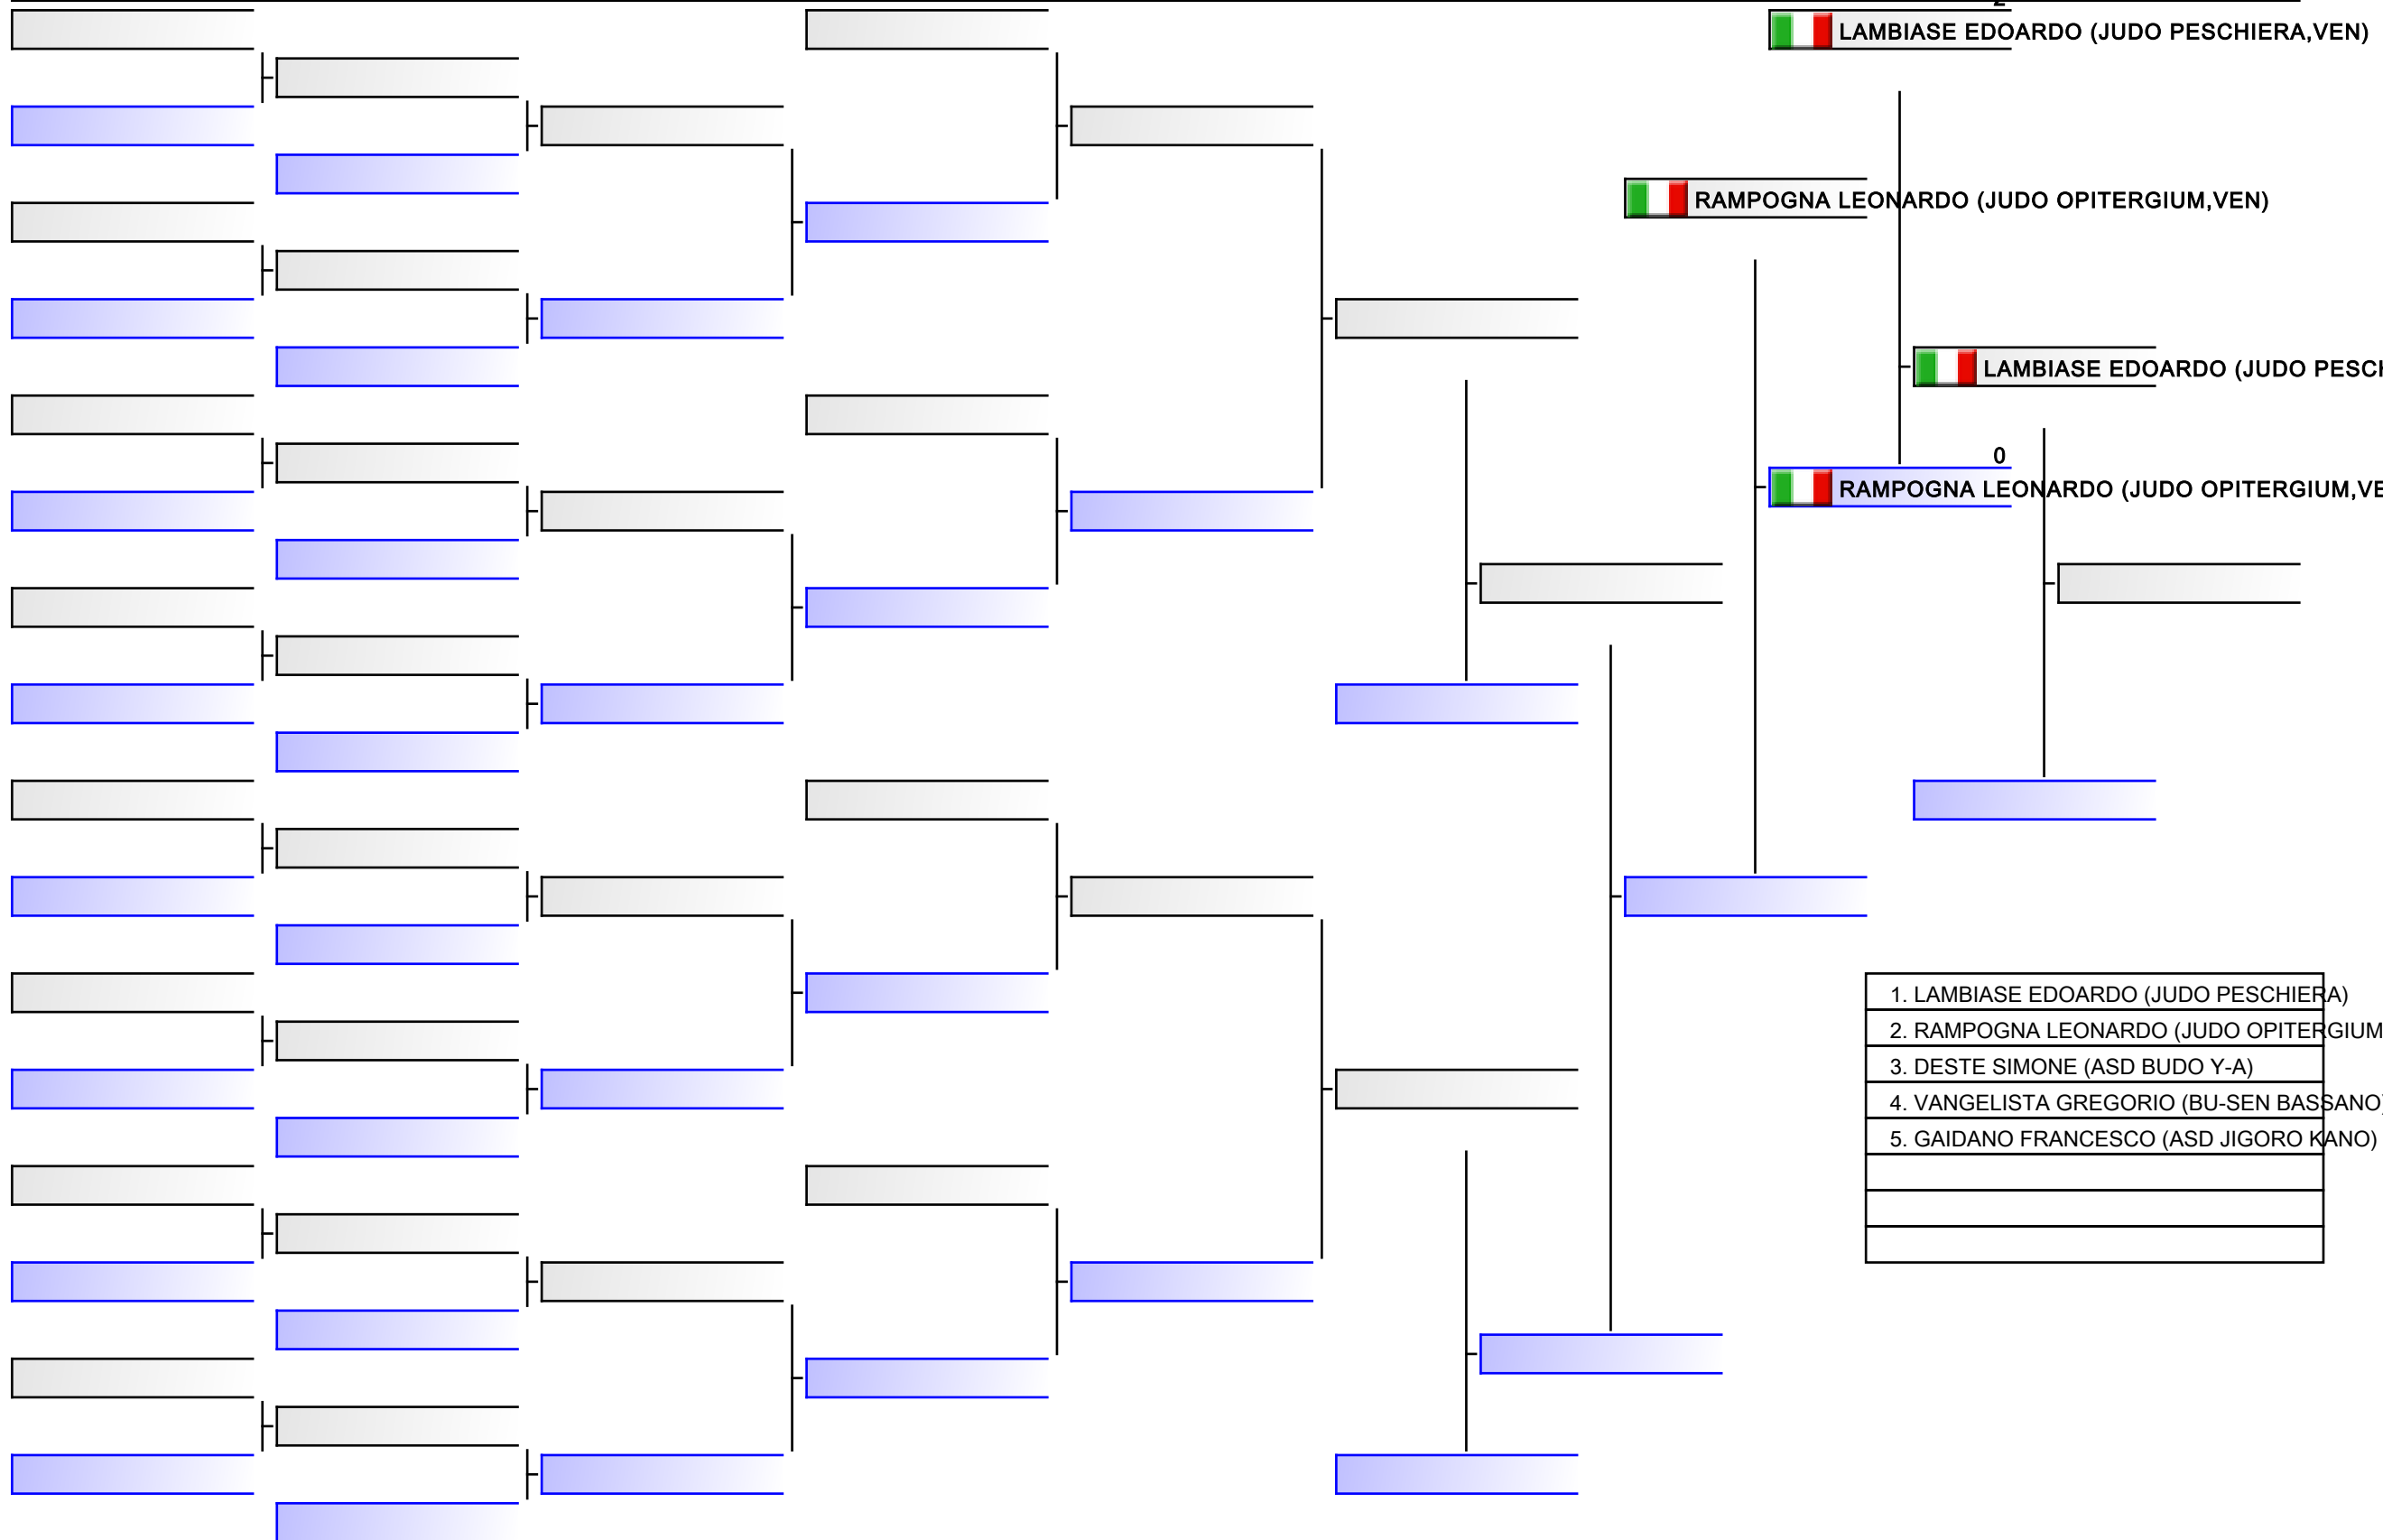 LAMBIASE EDOARDO (JUDO PESCHIERA,VEN)
RAMPOGNA LEONARDO (JUDO OPITERGIUM,VEN)
LAMBIASE EDOARDO (JUDO
0
RAMPOGNA LEONARDO (JUDO OPITERGIUM,VE
1. LAMBIASE EDOARDO (JUDO PESCHIERA)
2. RAMPOGNA LEONARDO (JUDO OPITERGIUM
3. DESTE SIMONE (ASD BUDO Y-A)
4. VANGELISTA GREGORIO (BU-SEN BASSANO)
5. GAIDANO FRANCESCO (ASD JIGORO KANO)